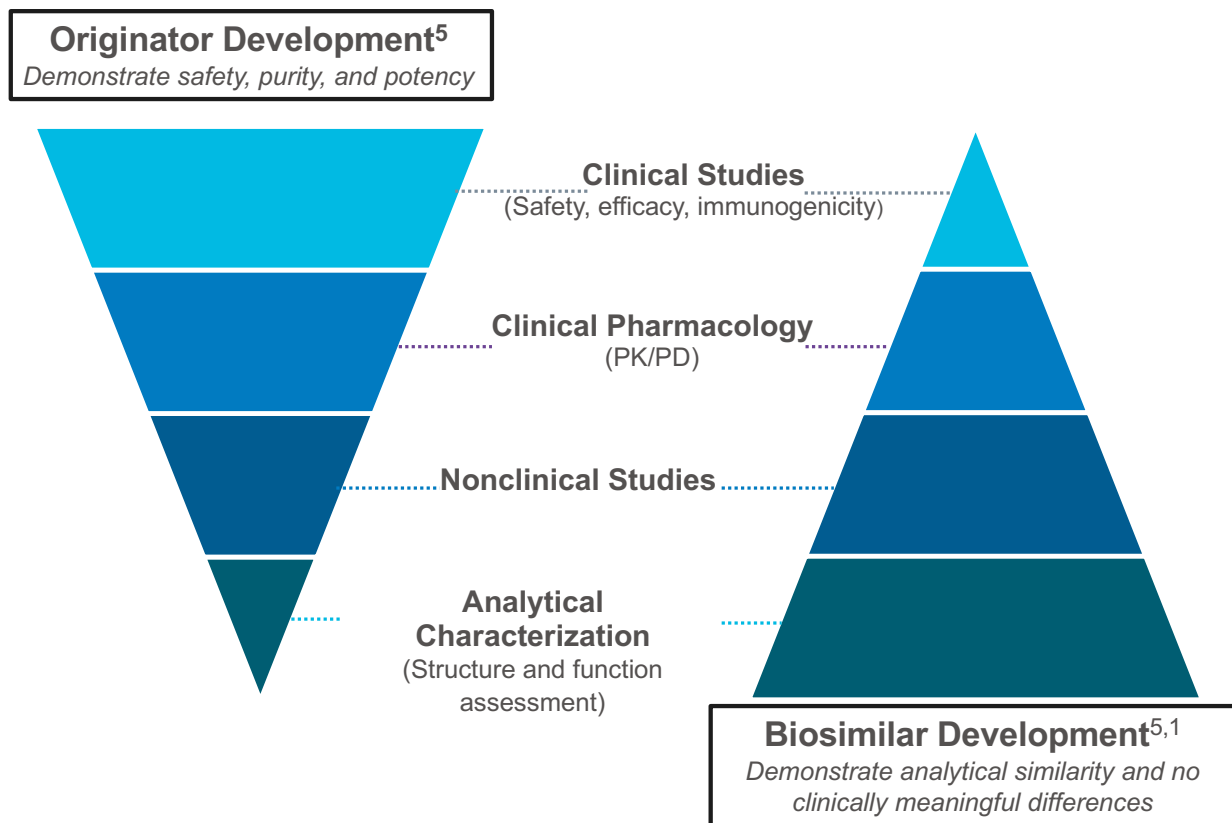 Originator Development⁵
Demonstrate safety, purity, and potency
Clinical Studies
(Safety, efficacy, immunogenicity)
Clinical Pharmacology
(PK/PD)
Nonclinical Studies
Analytical
Characterization
(Structure and function
assessment)
Biosimilar Development⁵,¹
Demonstrate analytical similarity and no
clinically meaningful differences